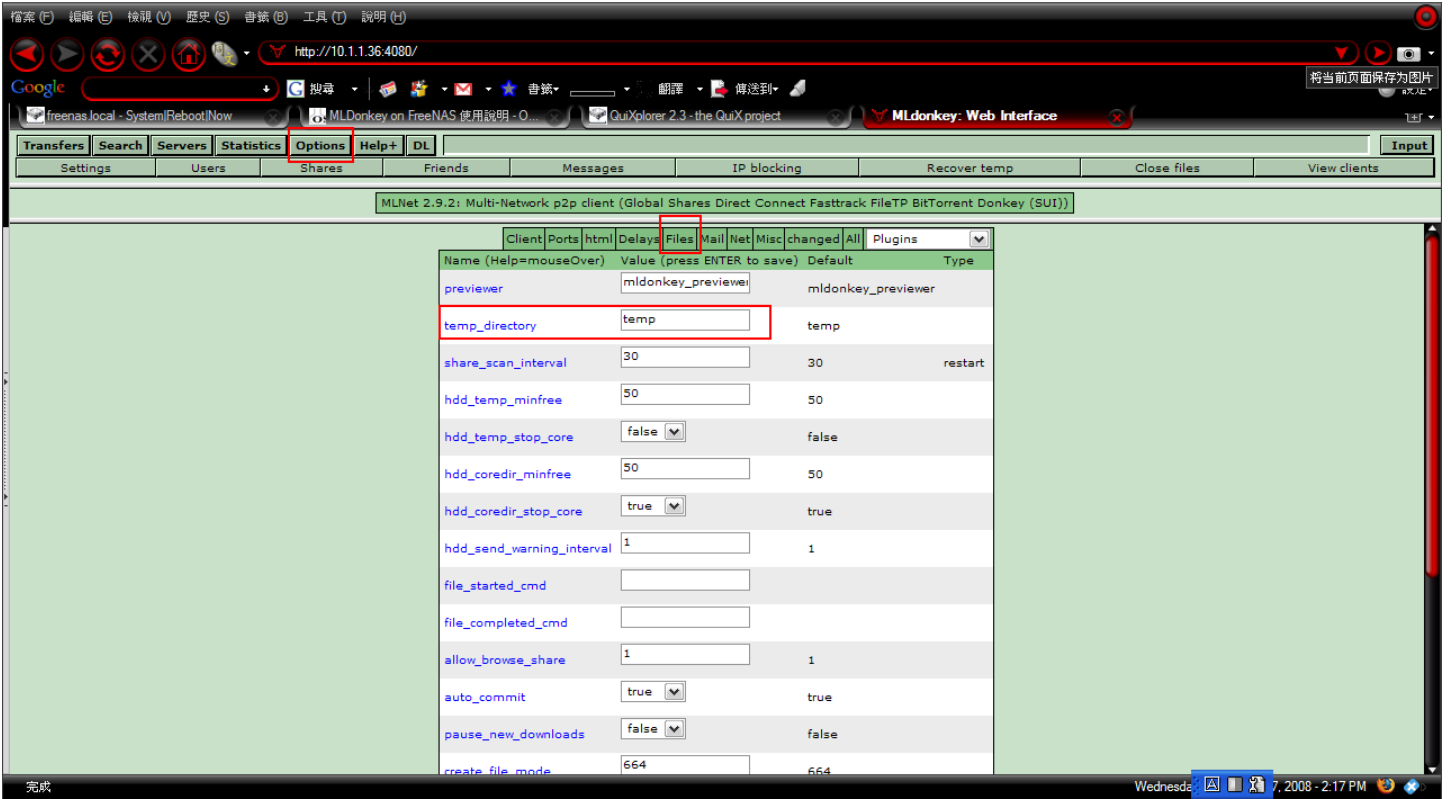 檔案 (F) 編輯 (E) 檢視 (V) 歷史 (S) 書籤 (B) 工具 (T) 說明 (H)
http://10.1.1.36:4080/
将当前页面保存为图片
Google 搜尋 書籤 翻譯 傳送到
freenas.local - System|Reboot|Now MLDonkey on FreeNAS 使用說明 - O... QuiXplorer 2.3 - the QuiX project MLdonkey: Web Interface
Transfers Search Servers Statistics Options Help+ DL Input
Settings Users Shares Friends Messages IP blocking Recover temp Close files View clients
MLNet 2.9.2: Multi-Network p2p client (Global Shares Direct Connect Fasttrack FileTP BitTorrent Donkey (SUI))
Client Ports html Delays Files Mail Net Misc changed All Plugins
Name (Help=mouseOver) Value (press ENTER to save) Default Type
previewer mldonkey_previewer mldonkey_previewer
temp_directory temp temp
share_scan_interval 30 30 restart
hdd_temp_minfree 50 50
hdd_temp_stop_core false false
hdd_coredir_minfree 50 50
hdd_coredir_stop_core true true
hdd_send_warning_interval 1 1
file_started_cmd
file_completed_cmd
allow_browse_share 1 1
auto_commit true true
pause_new_downloads false false
create_file_mode 664 664
完成 Wednesda 7, 2008 - 2:17 PM